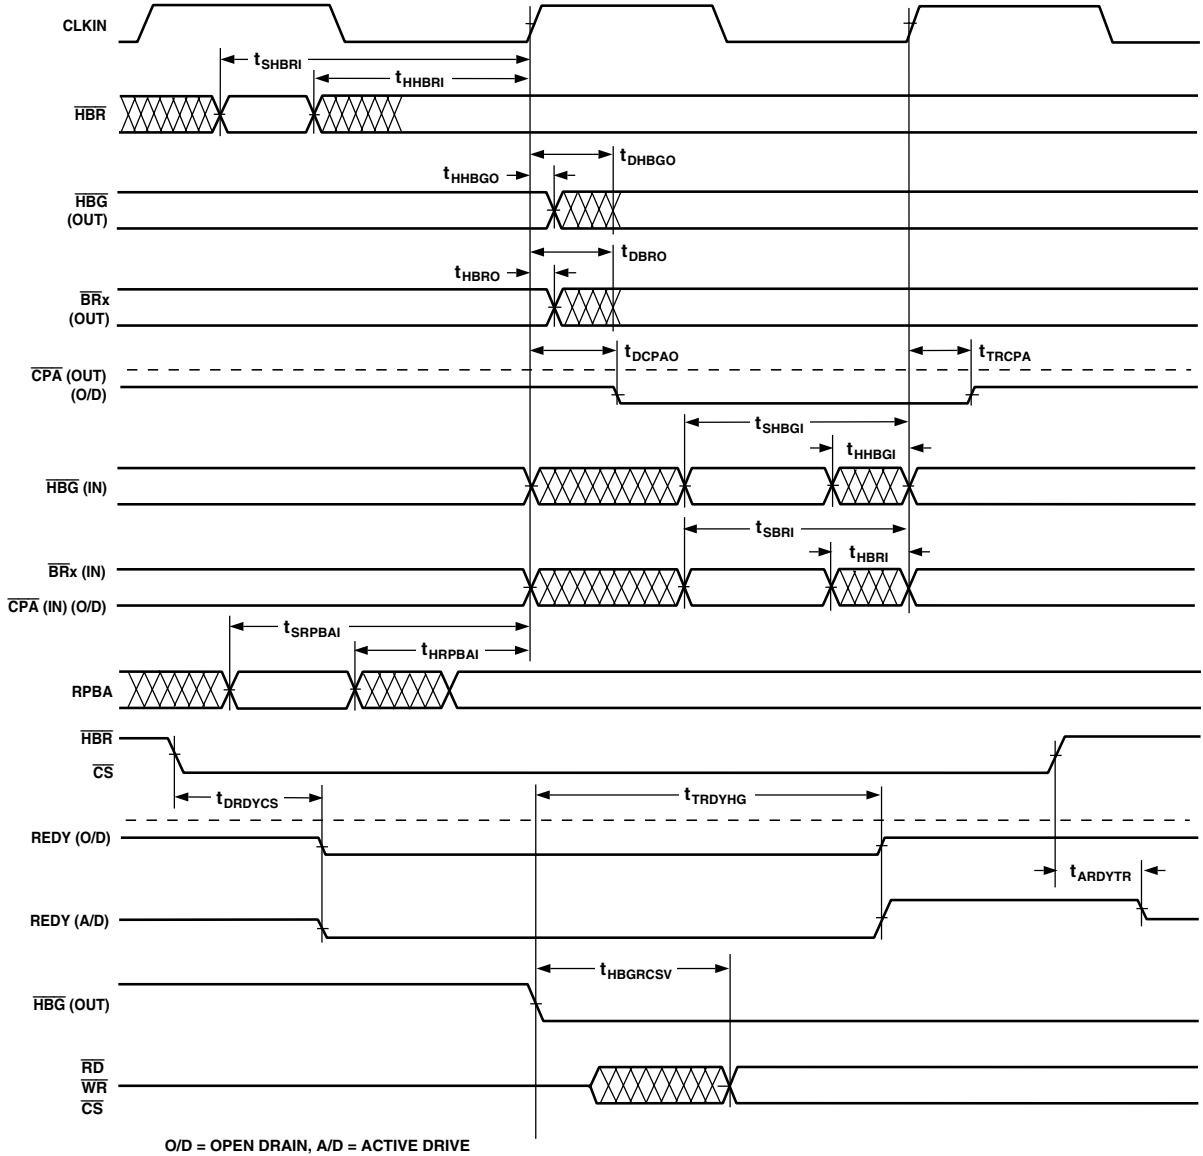 CLKIN
tSHBRI
tHHBRI
HBR
tDHBGO
tHHBGO
HBG
(OUT)
tDBRO
tHBRO
BRx
(OUT)
tDCPAO
tTRCPA
CPA (OUT)
(O/D)
tSHBGI
tHHBGI
HBG (IN)
tSBRI
tHBRI
BRx (IN)
CPA (IN) (O/D)
tSRPBAI
tHRPBAI
RPBA
HBR
CS
tDRDYCS
tTRDYHG
REDY (O/D)
tARDYTR
REDY (A/D)
tHBGRCSV
HBG (OUT)
RD
WR
CS
O/D = OPEN DRAIN, A/D = ACTIVE DRIVE